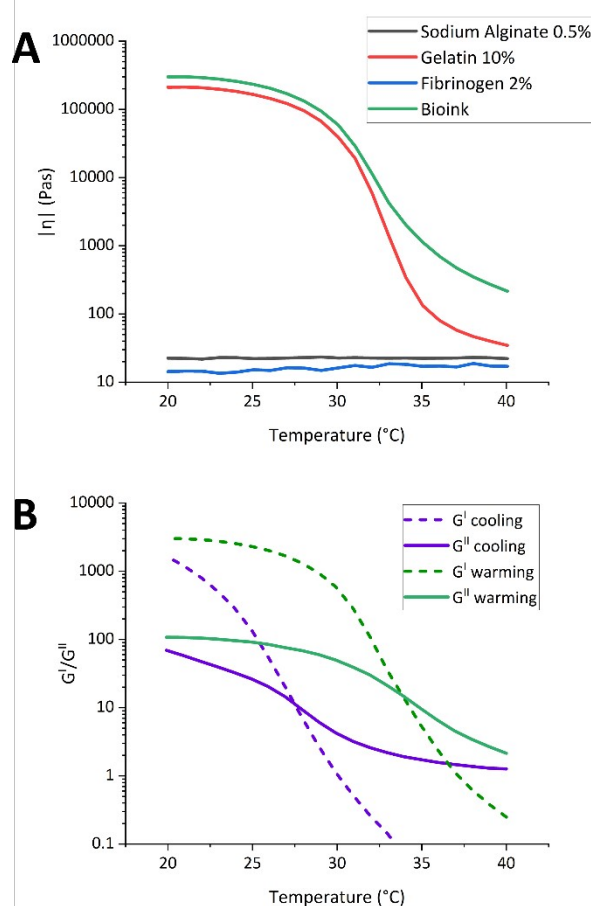 A
Sodium Alginate 0.5%
Gelatin 10%
Fibrinogen 2%
Bioink
1000000
100000
10000
1000
100
10
|η| (Pas)
20 25 30 35 40
Temperature (°C)
B
G^I cooling
G^II cooling
G^I warming
G^II warming
10000
1000
100
10
1
0.1
G^I/G^II
20 25 30 35 40
Temperature (°C)